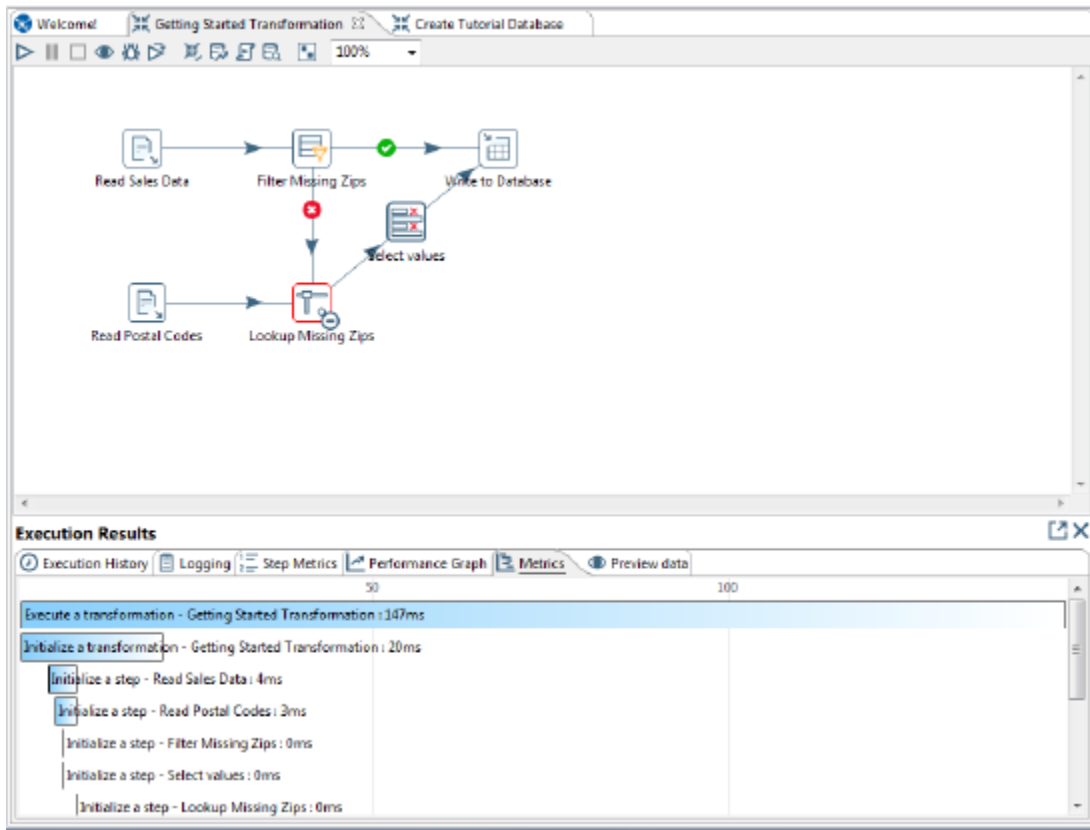 Welcome! Getting Started Transformation Create Tutorial Database
100%
Read Sales Data Filter Missing Zips Write to Database
Select values
Read Postal Codes Lookup Missing Zips
Execution Results
Execution History Logging Step Metrics Performance Graph Metrics Preview data
50 100
Execute a transformation - Getting Started Transformation : 147ms
Initialize a transformation - Getting Started Transformation : 20ms
Initialize a step - Read Sales Data : 4ms
Initialize a step - Read Postal Codes : 3ms
Initialize a step - Filter Missing Zips : 0ms
Initialize a step - Select values : 0ms
Initialize a step - Lookup Missing Zips : 0ms